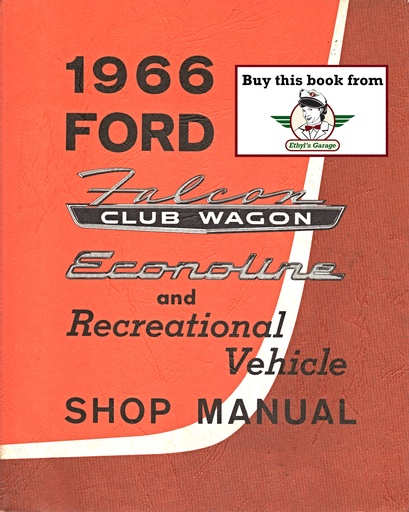 1966
FORD
Buy this book from
Ethyl's Garage
Falcon
CLUB WAGON
Econoline
and
Recreational
Vehicle
SHOP MANUAL